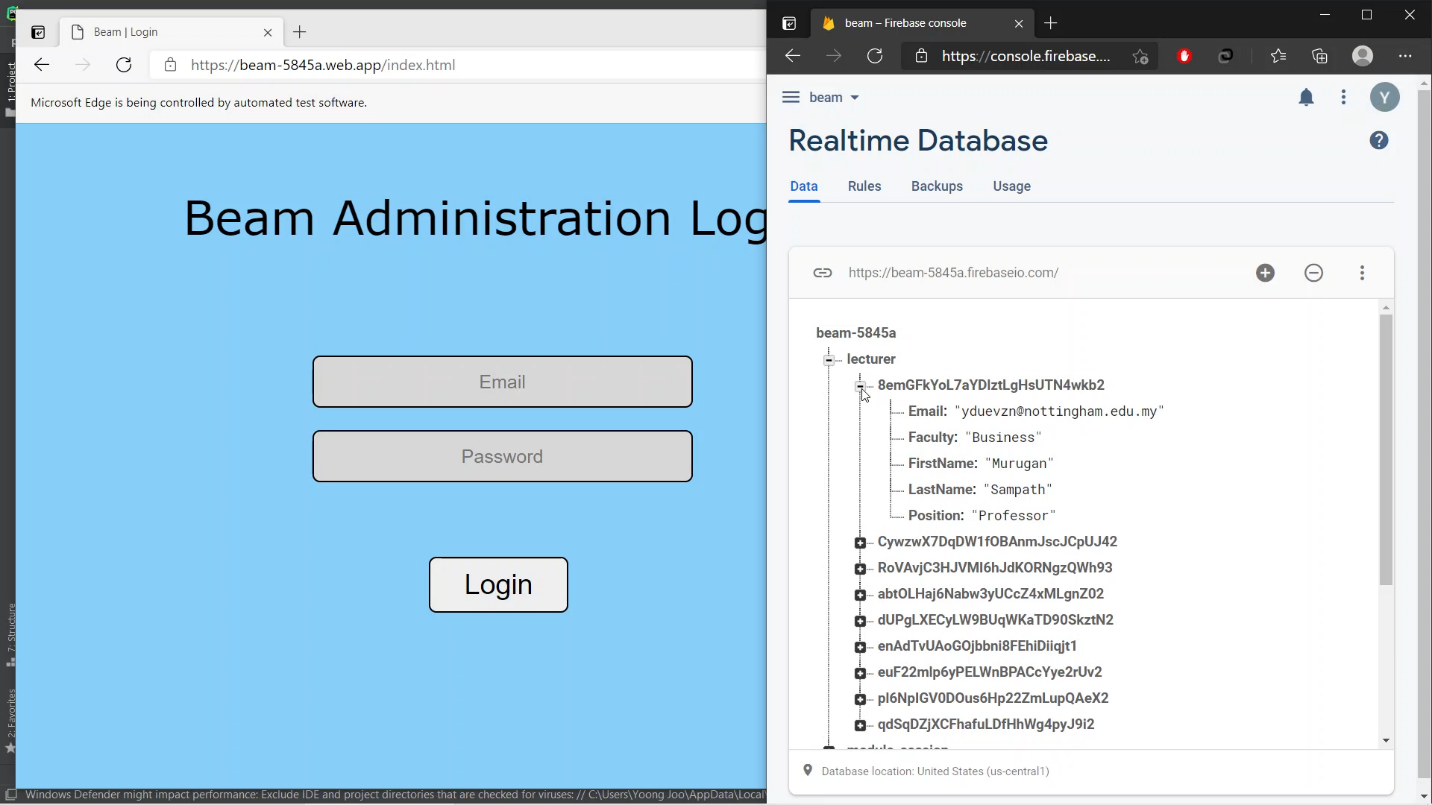 Beam | Login
https://beam-5845a.web.app/index.html
Microsoft Edge is being controlled by automated test software.
1: Project
7: Structure
2: Favorites
Beam Administration Log
Email
Password
Login
Windows Defender might impact performance: Exclude IDE and project directories that are checked for viruses: // C:\Users\Yoong Joo\AppData\Local
beam – Firebase console
https://console.firebase....
beam
Y
Realtime Database
Data Rules Backups Usage
https://beam-5845a.firebaseio.com/
beam-5845a
lecturer
8emGFkYoL7aYDlztLgHsUTN4wkb2
Email: "yduevzn@nottingham.edu.my"
Faculty: "Business"
FirstName: "Murugan"
LastName: "Sampath"
Position: "Professor"
CywzwX7DqDW1fOBAnmJscJCpUJ42
RoVAvjC3HJVMI6hJdKORNgzQWh93
abtOLHaj6Nabw3yUCcZ4xMLgnZ02
dUPgLXECyLW9BUqWKaTD90SkztN2
enAdTvUAoGOjbbni8FEhiDiiqjt1
euF22mlp6yPELWnBPACcYye2rUv2
pl6NpIGV0DOus6Hp22ZmLupQAeX2
qdSqDZjXCFhafuLDfHhWg4pyJ9i2
Database location: United States (us-central1)